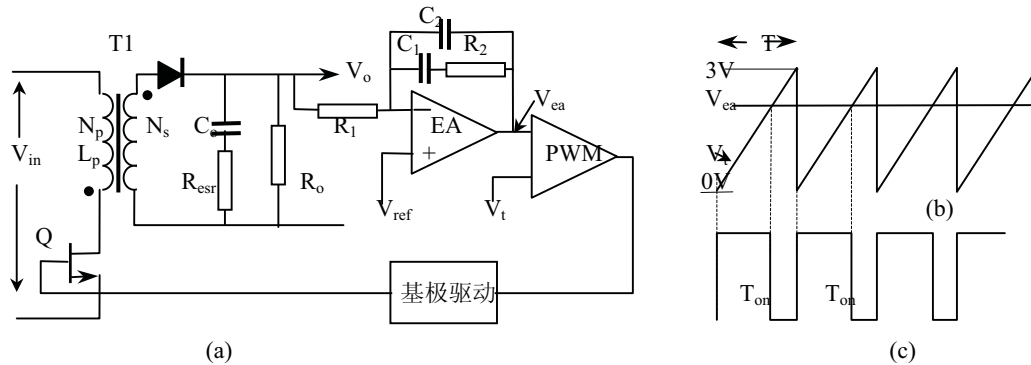 T1
C₂
C₁
R₂
Vₒ
Vₑₐ
Nₚ
Nₛ
Lₚ
Vᵢₙ
Cₒ
R₁
EA
−
+
PWM
Rₑₛᵣ
Rₒ
V_ref
Vₜ
Q
基极驱动
(a)
T
3V
Vₑₐ
Vₜ
0V
(b)
Tₒₙ
Tₒₙ
(c)